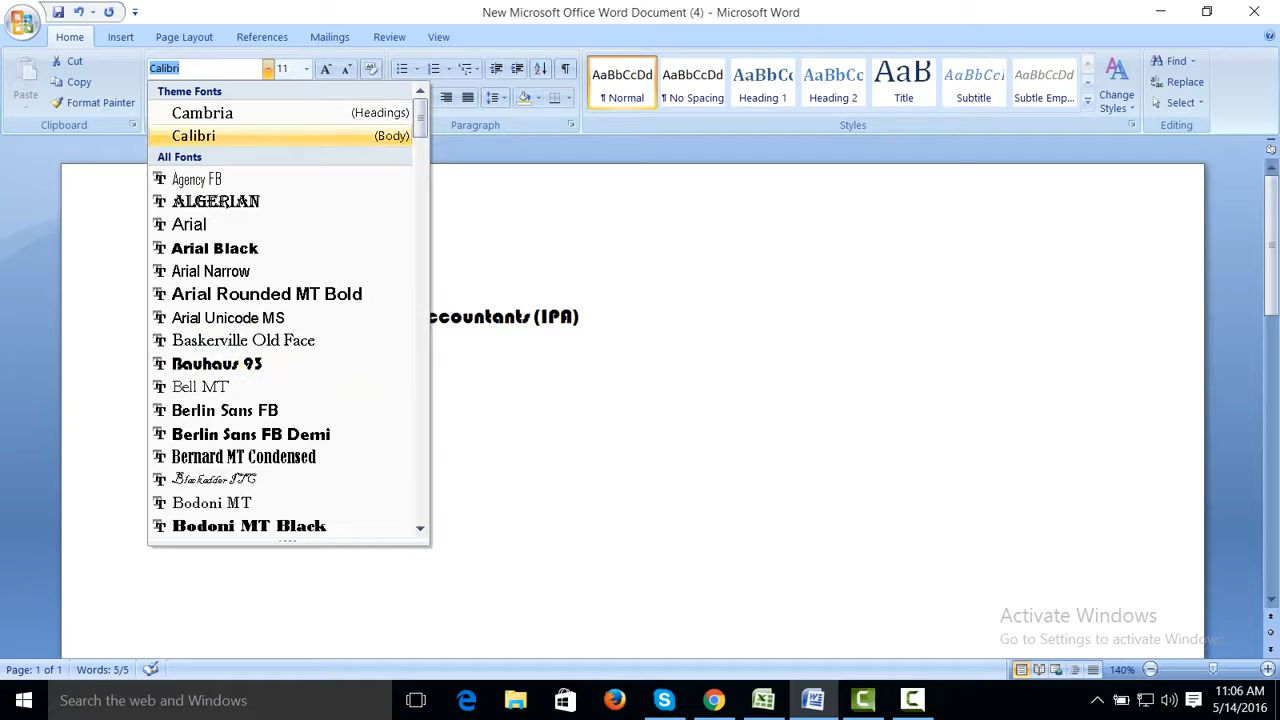 New Microsoft Office Word Document (4) - Microsoft Word
Home Insert Page Layout References Mailings Review View
Paste
Cut
Copy
Format Painter
Clipboard
Calibri 11
Paragraph
AaBbCcDd AaBbCcDd AaBbCc AaBbCc AaB AaBbCcI AaBbCcDd
¶ Normal ¶ No Spacing Heading 1 Heading 2 Title Subtitle Subtle Emp...
Styles
Change
Styles
Find
Replace
Select
Editing
Theme Fonts
Cambria (Headings)
Calibri (Body)
All Fonts
Agency FB
ALGERIAN
Arial
Arial Black
Arial Narrow
Arial Rounded MT Bold
Arial Unicode MS
Baskerville Old Face
Bauhaus 93
Bell MT
Berlin Sans FB
Berlin Sans FB Demi
Bernard MT Condensed
Blackadder ITC
Bodoni MT
Bodoni MT Black
ccountants (IPA)
Activate Windows
Go to Settings to activate Windows.
Page: 1 of 1 Words: 5/5 140%
Search the web and Windows
11:06 AM
5/14/2016